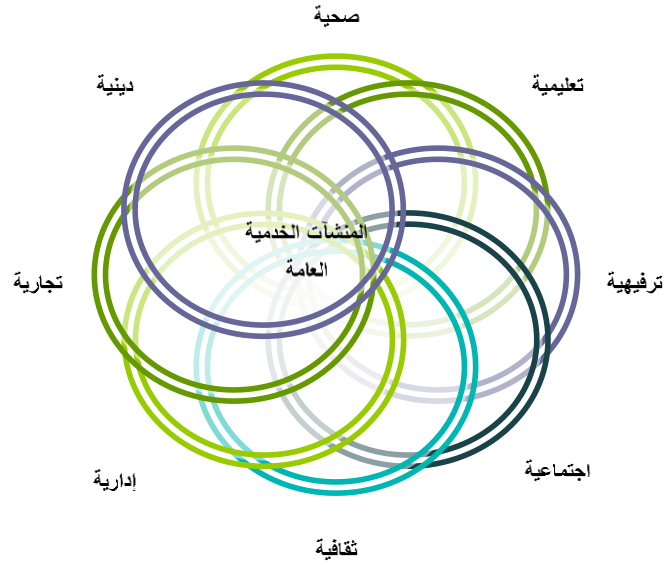 صحية
تعليمية
دينية
المنشآت الخدمية
العامة
ترفيهية
تجارية
اجتماعية
إدارية
ثقافية